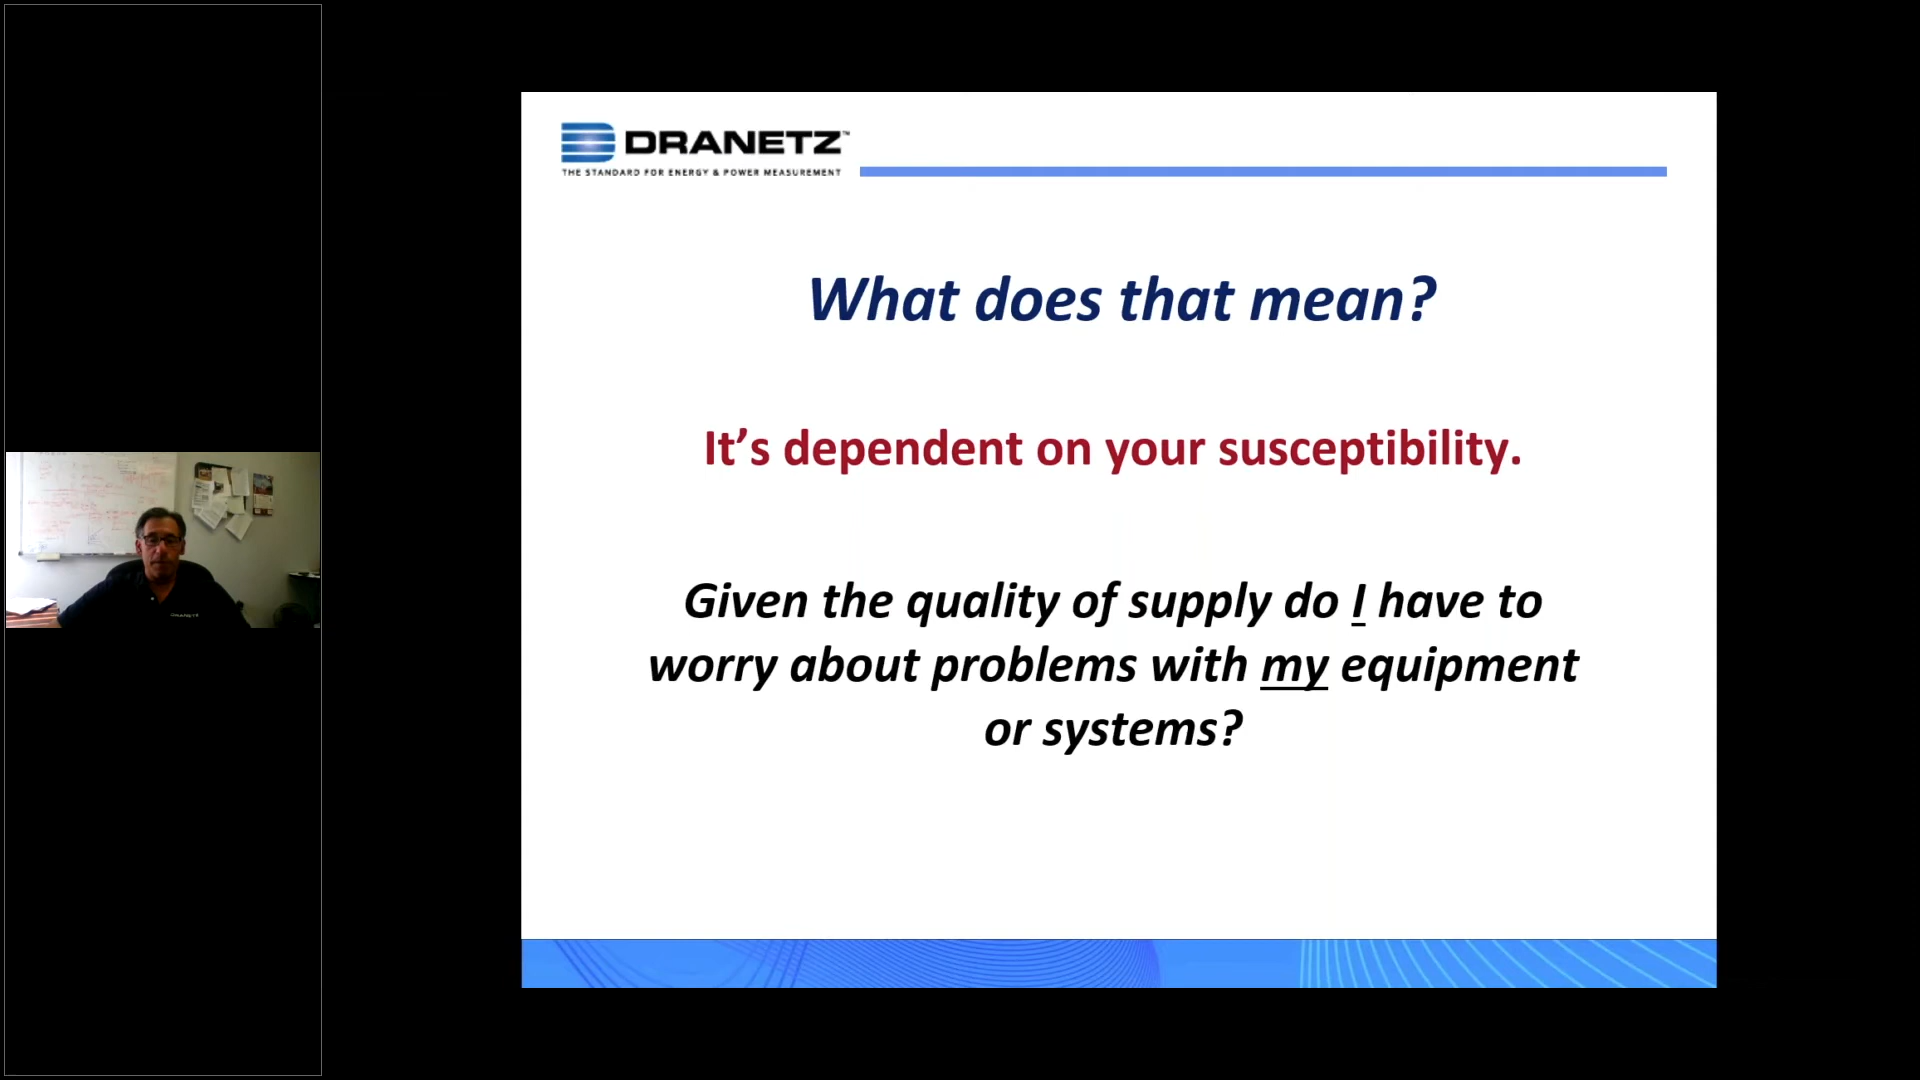 DRANETZ™
THE STANDARD FOR ENERGY & POWER MEASUREMENT
What does that mean?
It’s dependent on your susceptibility.
Given the quality of supply do I have to
worry about problems with my equipment
or systems?
DRANETZ